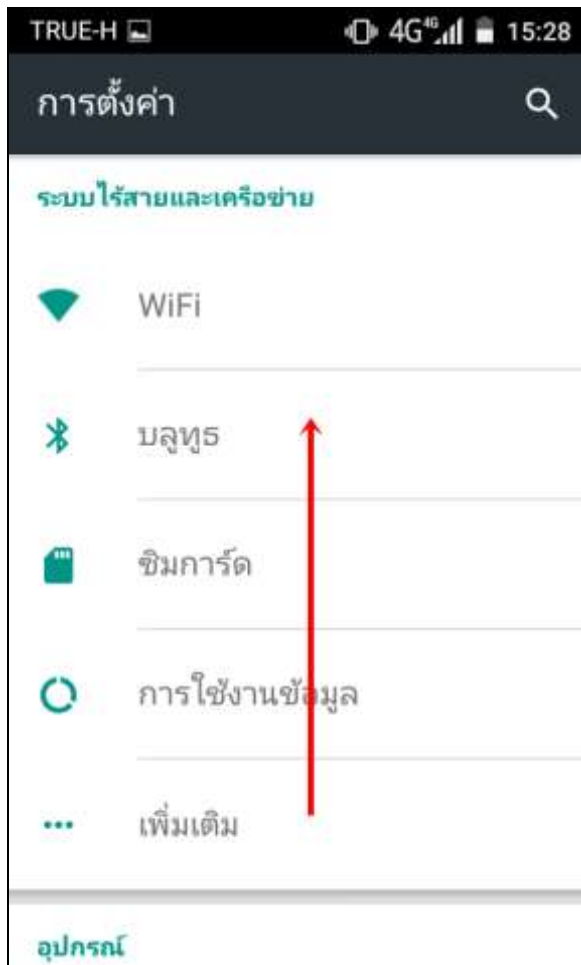 TRUE-H 4G 4G 15:28
การตั้งค่า
ระบบไร้สายและเครือข่าย
WiFi
บลูทูธ
ซิมการ์ด
การใช้งานข้อมูล
เพิ่มเติม
อุปกรณ์